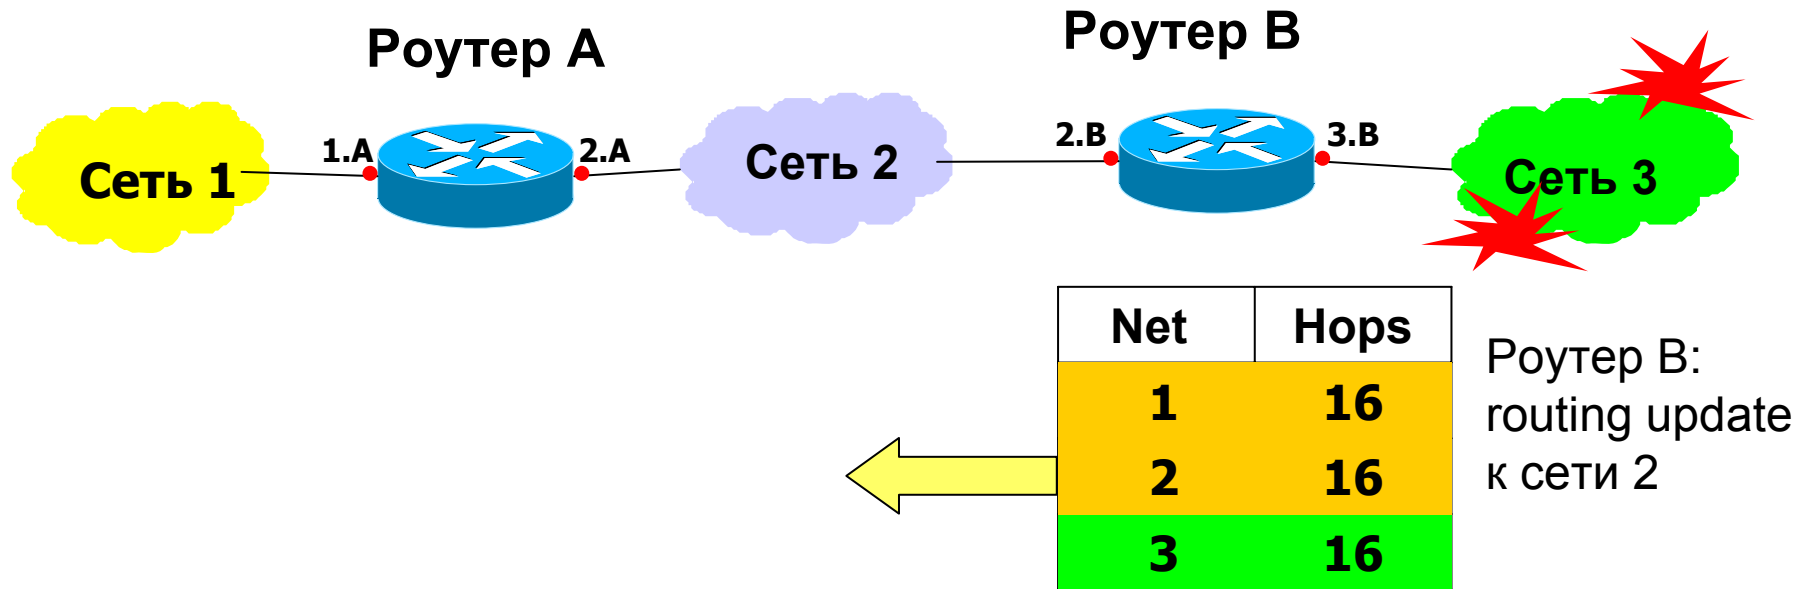 Роутер А
Роутер В
1.A
2.A
2.B
3.B
Сеть 1
Сеть 2
Сеть 3
Net Hops
1 16
2 16
3 16
Роутер В:
routing update
к сети 2